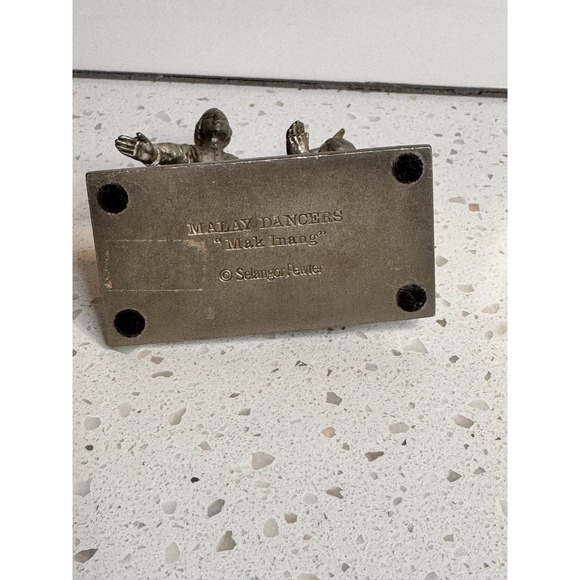 MALAY DANCERS
"Mak Inang"
© Selangor Pewter